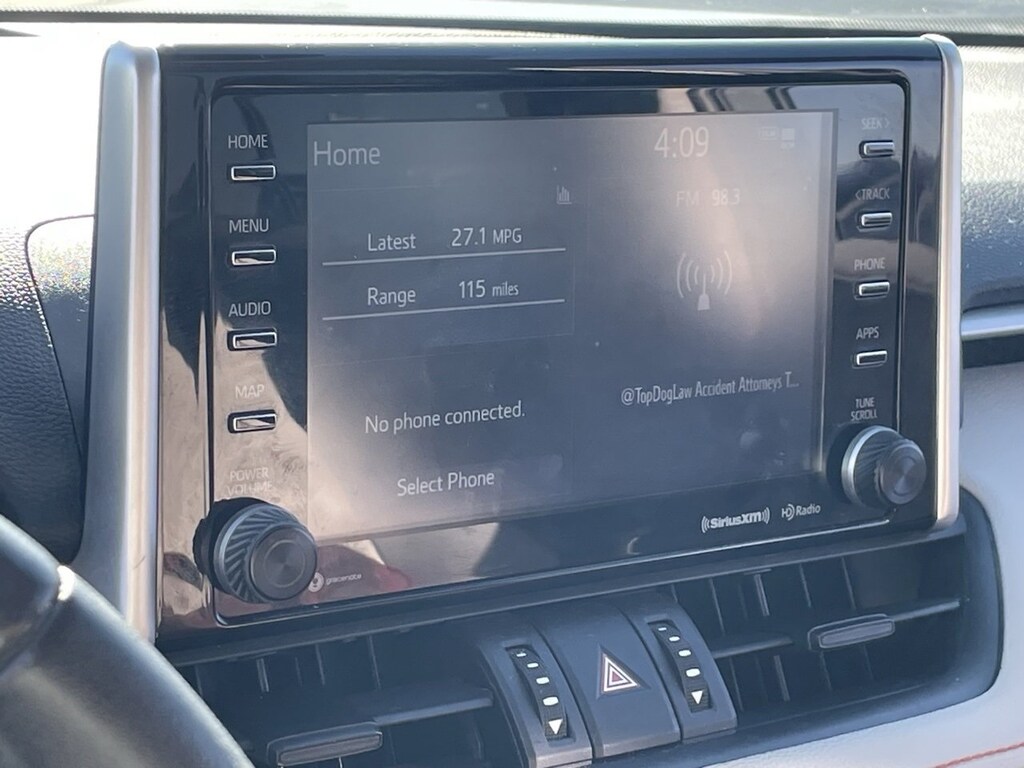 HOME
MENU
AUDIO
MAP
POWER
VOLUME
Home
4:09
Latest 27.1 MPG
Range 115 miles
No phone connected.
Select Phone
FM 98.3
@TopDogLaw Accident Attorneys T...
SEEK>
<TRACK
PHONE
APPS
TUNE
SCROLL
((SiriusXM))
HD Radio
gracenote